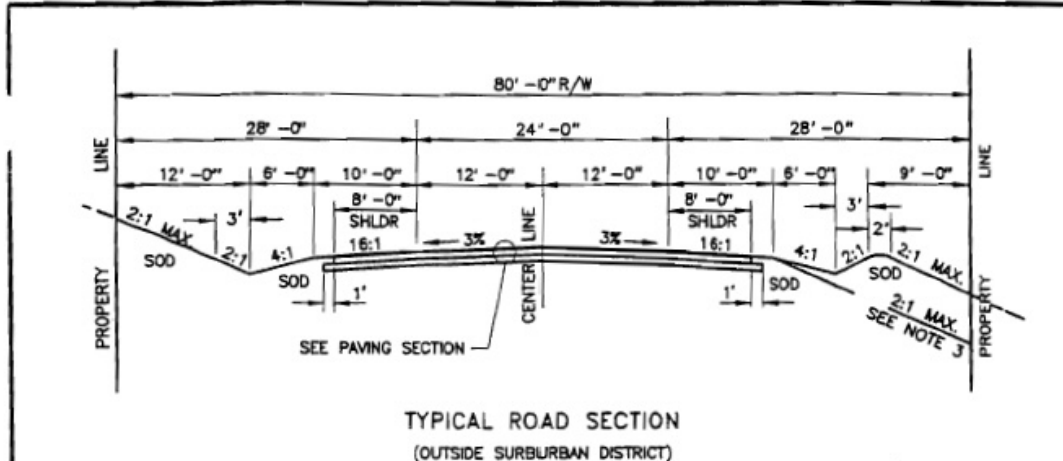 80' -0" R/W
28' -0" 24' -0" 28' -0"
12' -0" 6' -0" 10' -0" 12' -0" 12' -0" 10' -0" 6' -0" 9' -0"
3' 8' -0" 8' -0" 3'
SHLDR SHLDR 2'
2:1 MAX. 2:1 4:1 16:1 3% 3% 16:1 4:1 2:1 2:1 MAX.
SOD SOD SOD SOD
1' 1'
2:1 MAX.
SEE NOTE 3
PROPERTY LINE
CENTER LINE
PROPERTY LINE
SEE PAVING SECTION
TYPICAL ROAD SECTION
(OUTSIDE SURBURBAN DISTRICT)